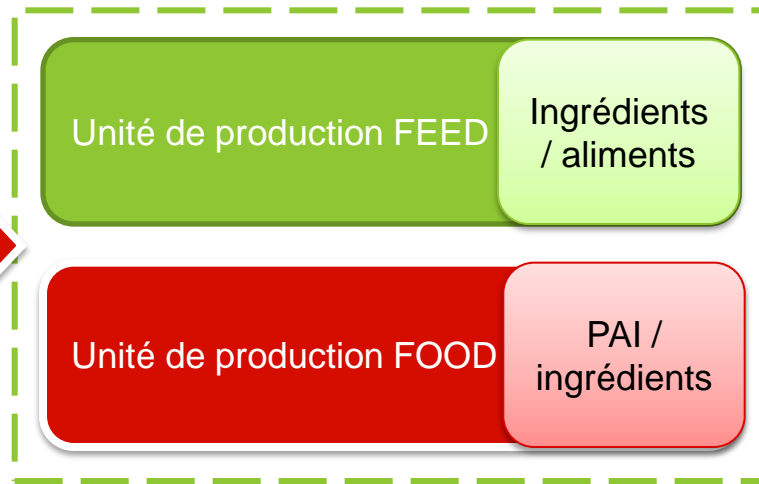 Unité de production FEED
Ingrédients
/ aliments
Unité de production FOOD
PAI /
ingrédients